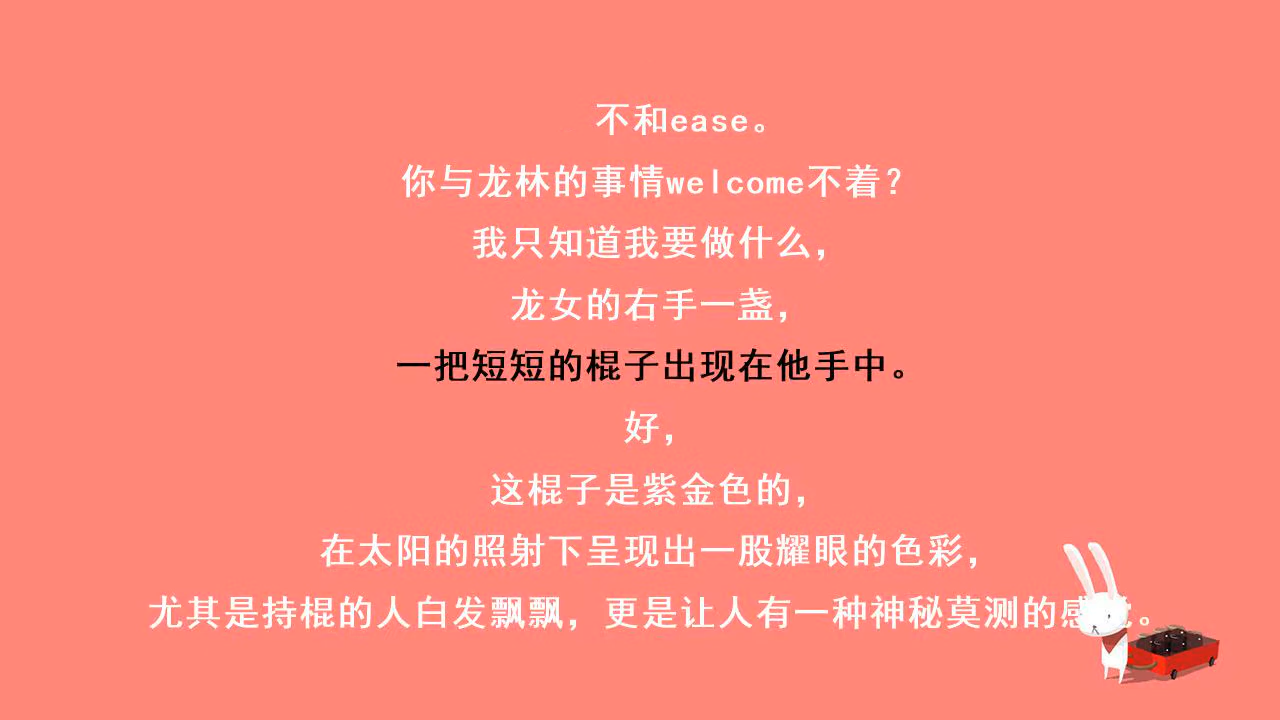 不和ease。
你与龙林的事情welcome不着？
我只知道我要做什么，
龙女的右手一盏，
一把短短的棍子出现在他手中。
好，
这棍子是紫金色的，
在太阳的照射下呈现出一股耀眼的色彩，
尤其是持棍的人白发飘飘，更是让人有一种神秘莫测的感。